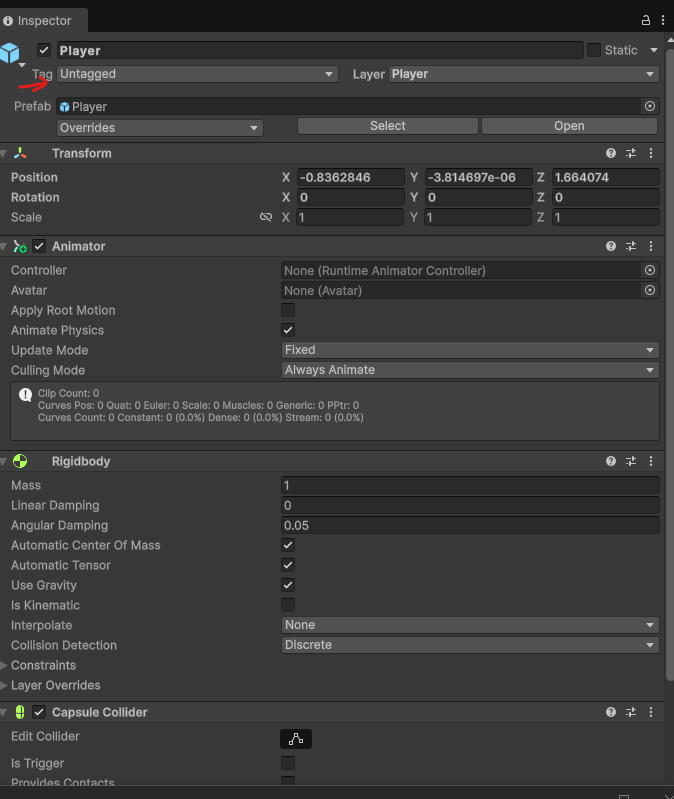 Inspector
Player
Static
Tag Untagged Layer Player
Prefab Player
Overrides Select Open
Transform
Position X -0.8362846 Y -3.814697e-06 Z 1.664074
Rotation X 0 Y 0 Z 0
Scale X 1 Y 1 Z 1
Animator
Controller None (Runtime Animator Controller)
Avatar None (Avatar)
Apply Root Motion
Animate Physics
Update Mode Fixed
Culling Mode Always Animate
Clip Count: 0
Curves Pos: 0 Quat: 0 Euler: 0 Scale: 0 Muscles: 0 Generic: 0 PPtr: 0
Curves Count: 0 Constant: 0 (0.0%) Dense: 0 (0.0%) Stream: 0 (0.0%)
Rigidbody
Mass 1
Linear Damping 0
Angular Damping 0.05
Automatic Center Of Mass
Automatic Tensor
Use Gravity
Is Kinematic
Interpolate None
Collision Detection Discrete
Constraints
Layer Overrides
Capsule Collider
Edit Collider
Is Trigger
Provides Contacts